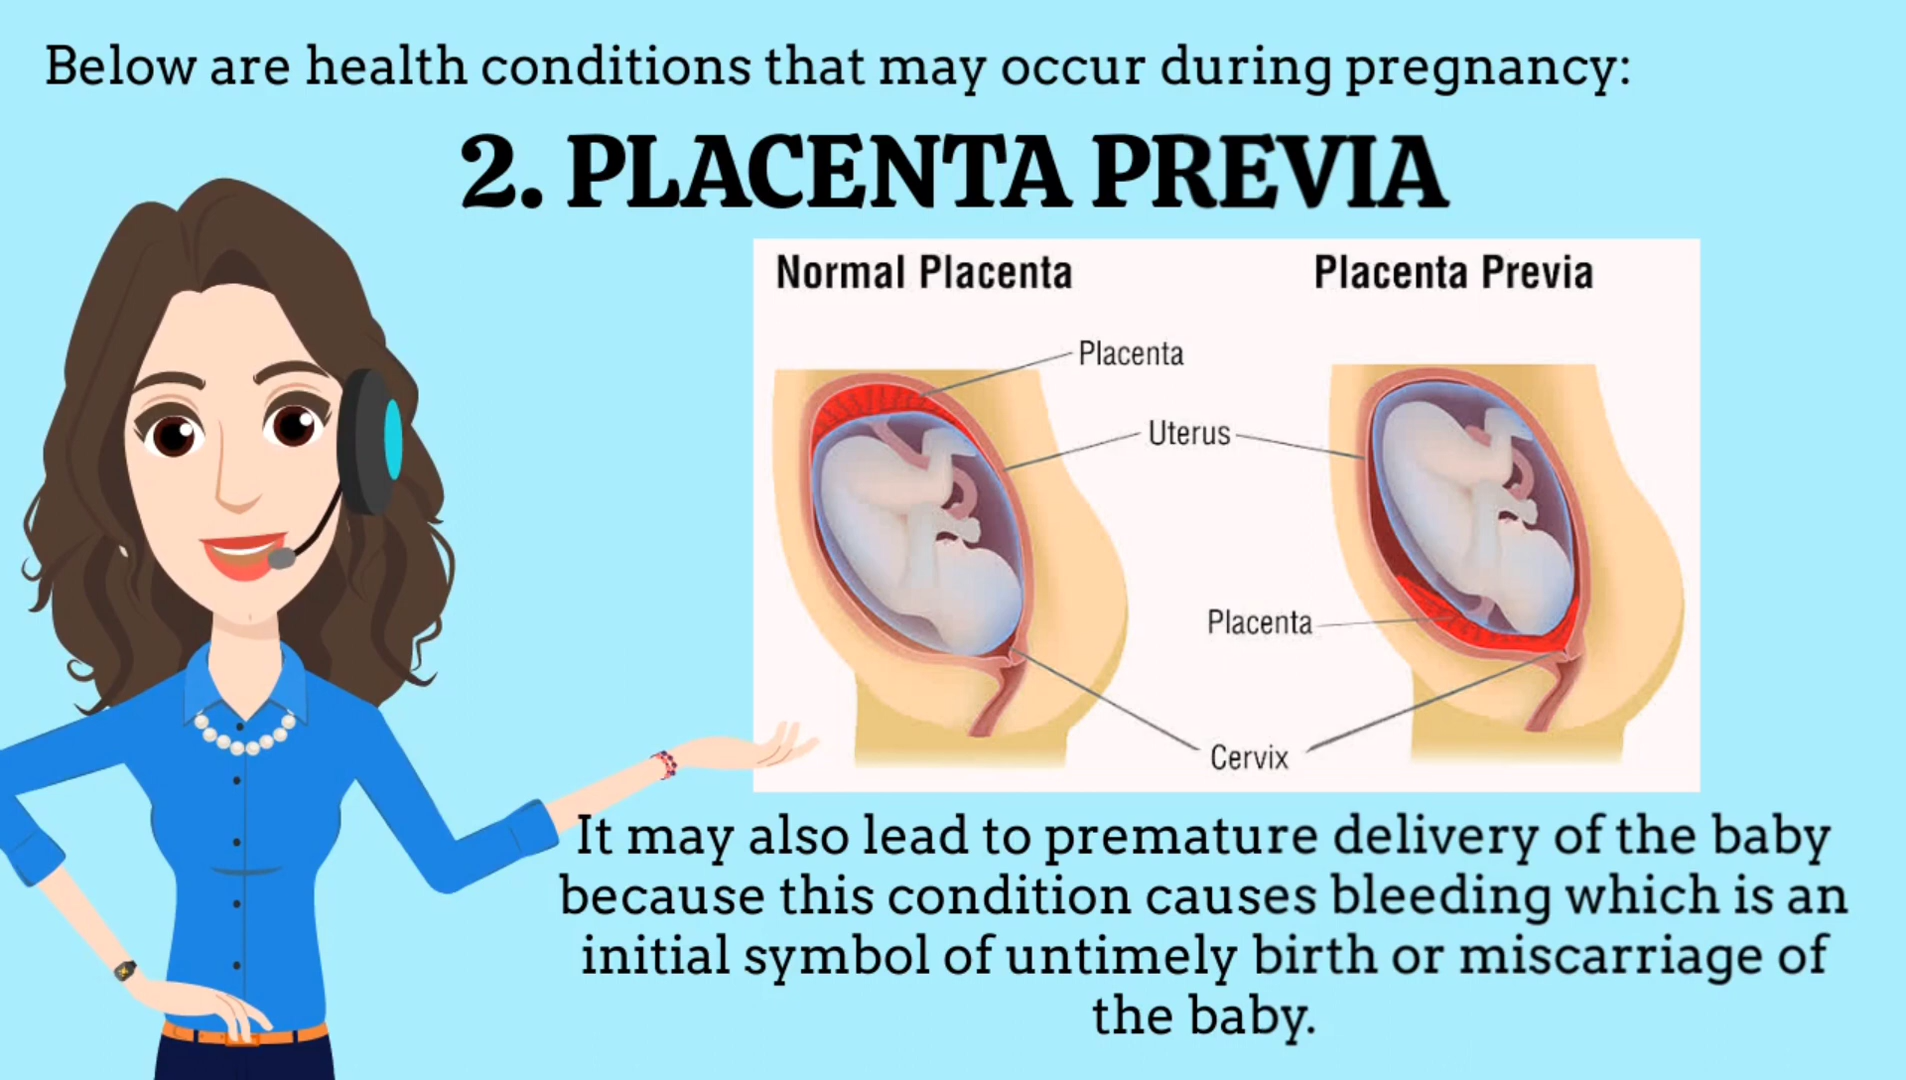 Below are health conditions that may occur during pregnancy:
2. PLACENTA PREVIA
Normal Placenta
Placenta Previa
Placenta
Uterus
Placenta
Cervix
It may also lead to premature delivery of the baby
because this condition causes bleeding which is an
initial symbol of untimely birth or miscarriage of
the baby.